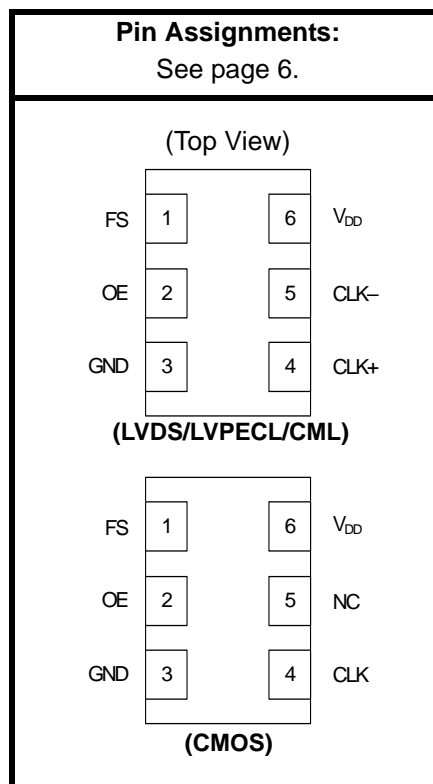 Pin Assignments:
See page 6.
(Top View)
FS 1 6 VDD
OE 2 5 CLK–
GND 3 4 CLK+
(LVDS/LVPECL/CML)
FS 1 6 VDD
OE 2 5 NC
GND 3 4 CLK
(CMOS)